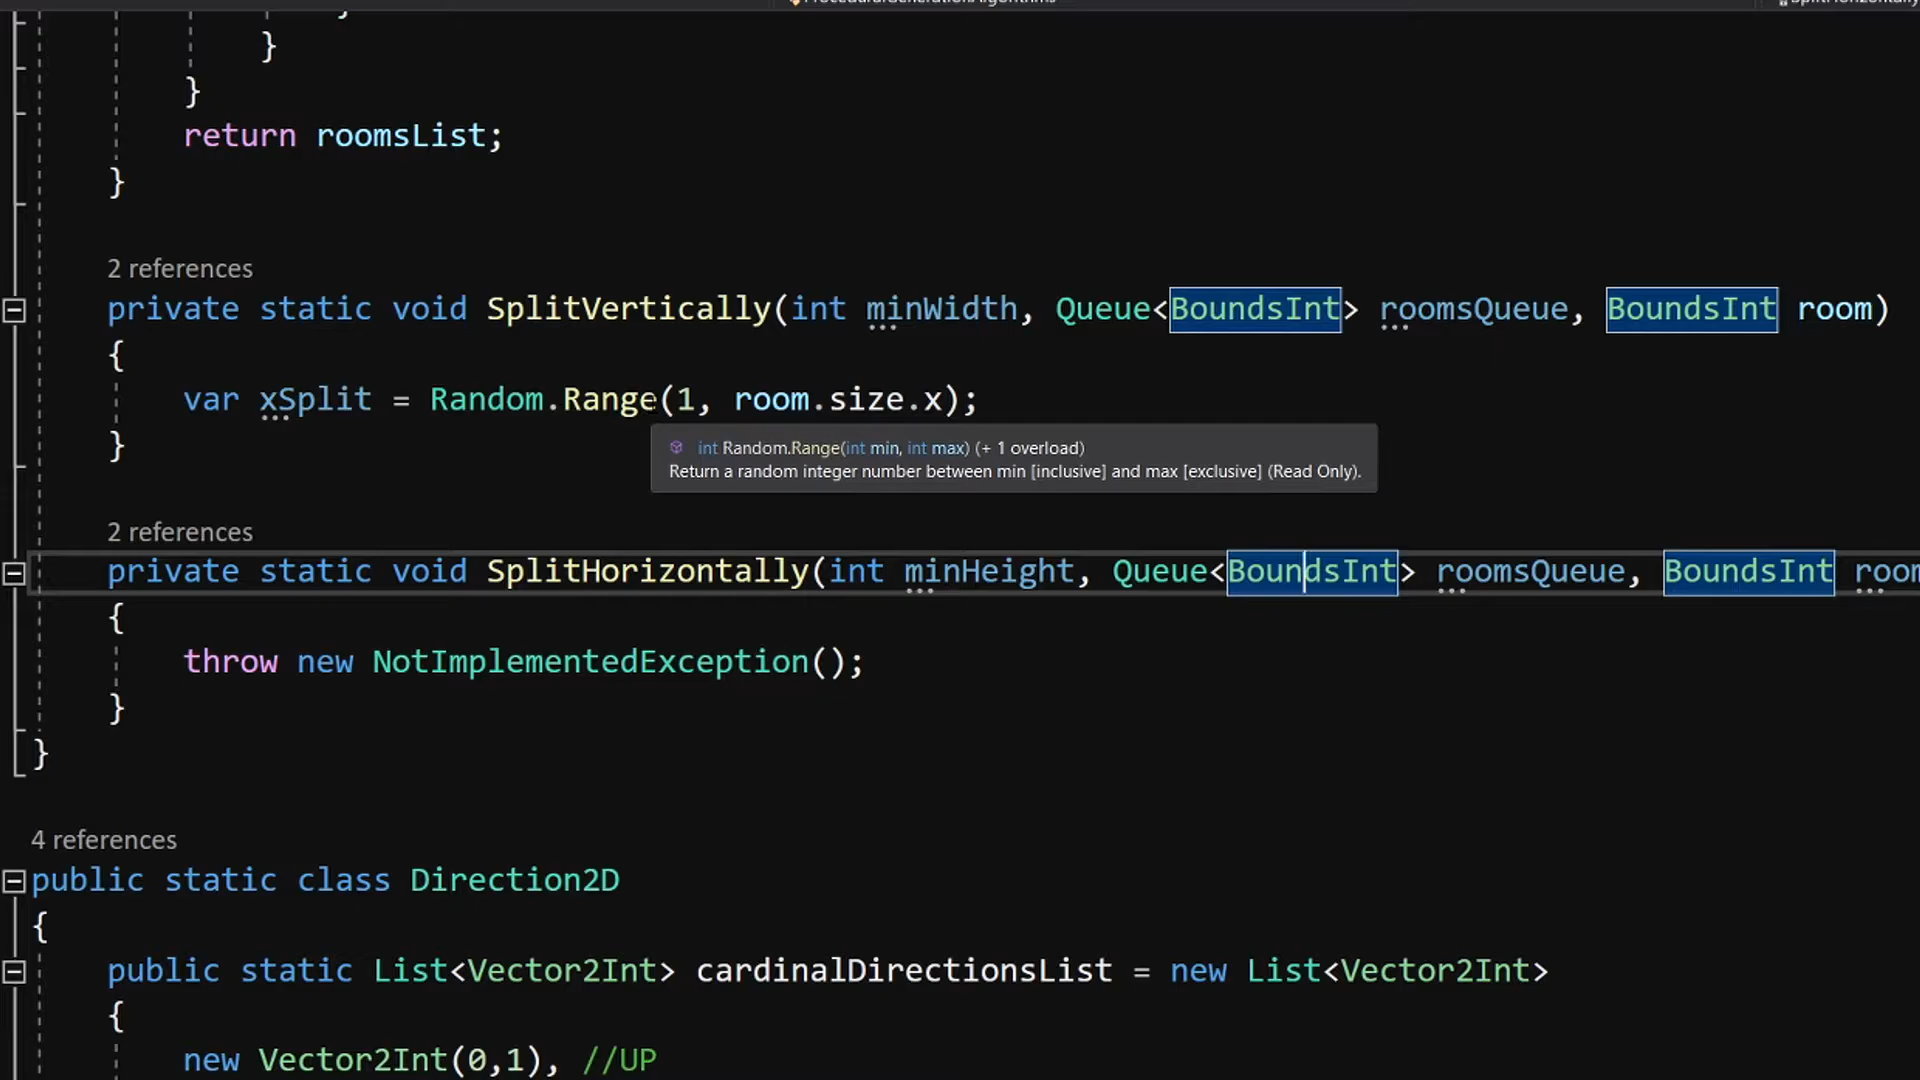 }
}
return roomsList;
}
2 references
private static void SplitVertically(int minWidth, Queue<BoundsInt> roomsQueue, BoundsInt room)
{
var xSplit = Random.Range(1, room.size.x);
}
int Random.Range(int min, int max) (+ 1 overload)
Return a random integer number between min [inclusive] and max [exclusive] (Read Only).
2 references
private static void SplitHorizontally(int minHeight, Queue<BoundsInt> roomsQueue, BoundsInt room
{
throw new NotImplementedException();
}
}
4 references
public static class Direction2D
{
public static List<Vector2Int> cardinalDirectionsList = new List<Vector2Int>
{
new Vector2Int(0,1), //UP